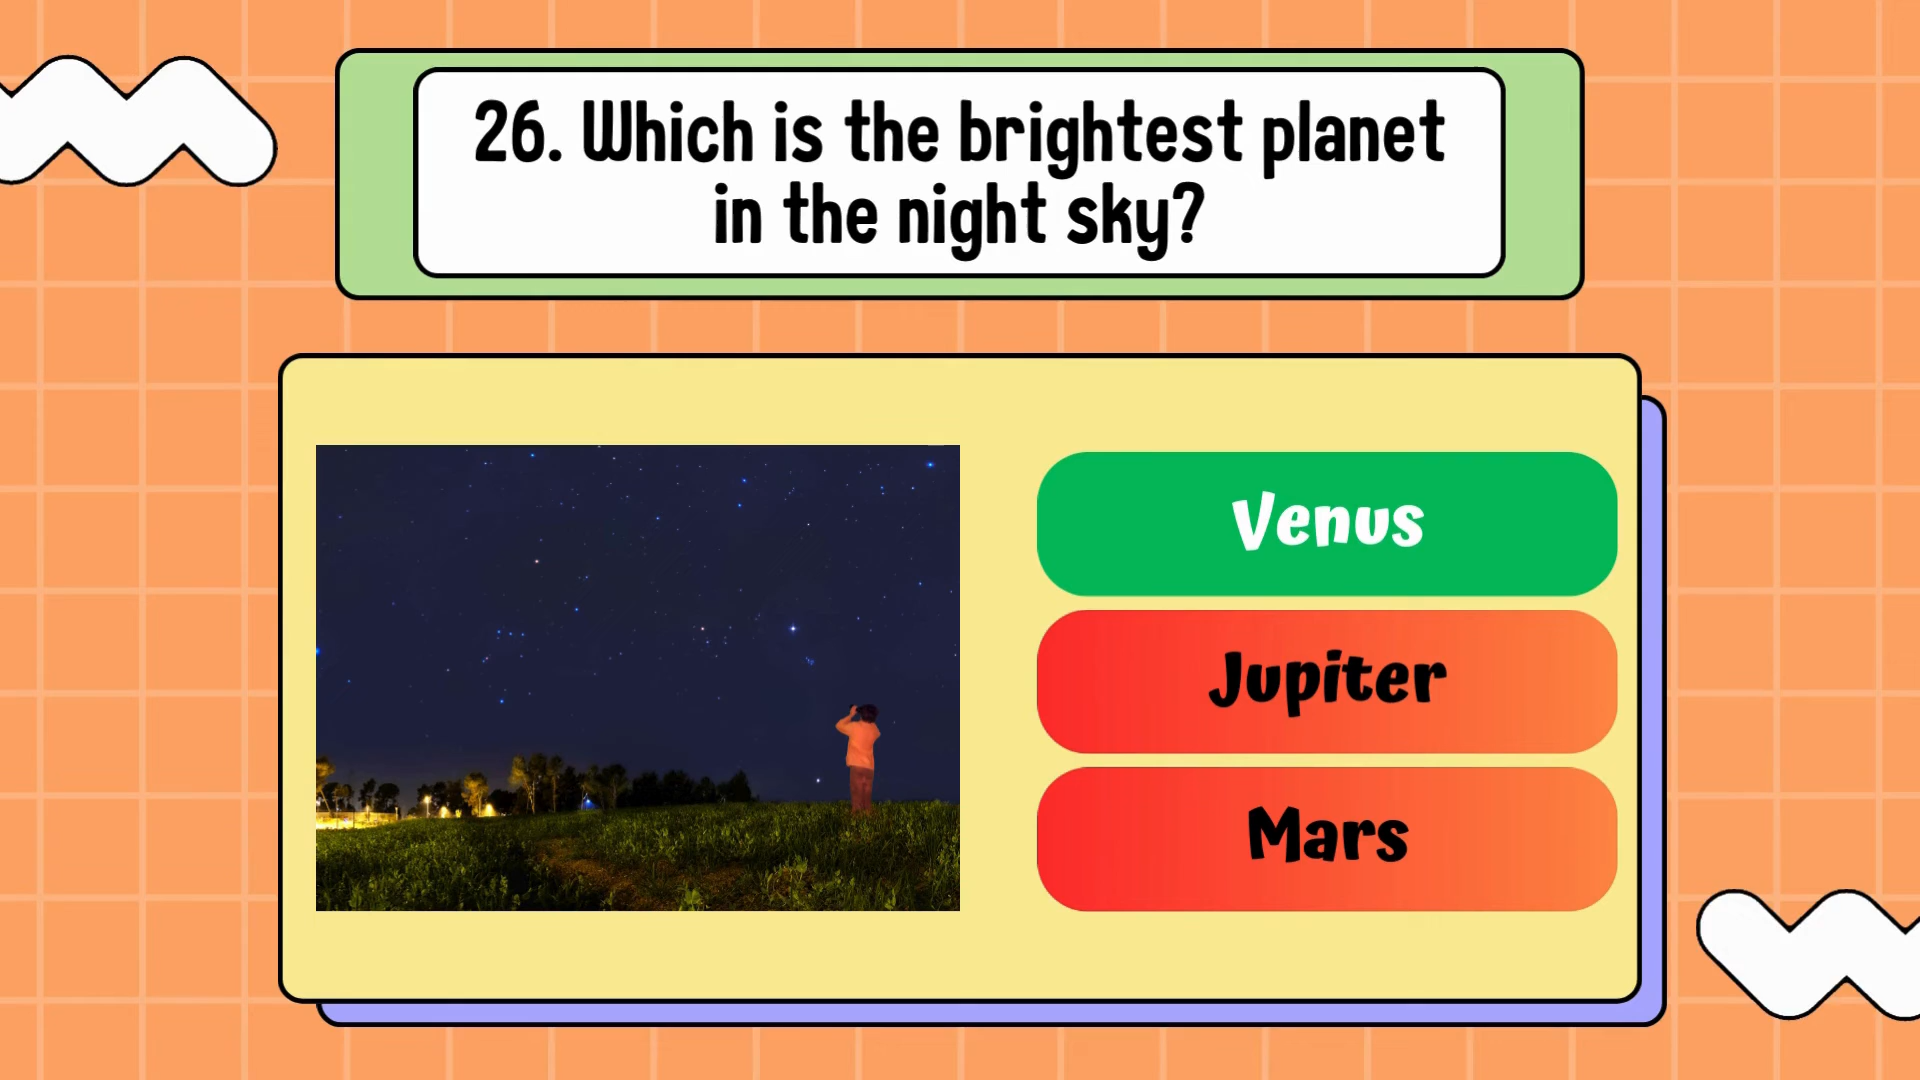 26. Which is the brightest planet
in the night sky?
Venus
Jupiter
Mars